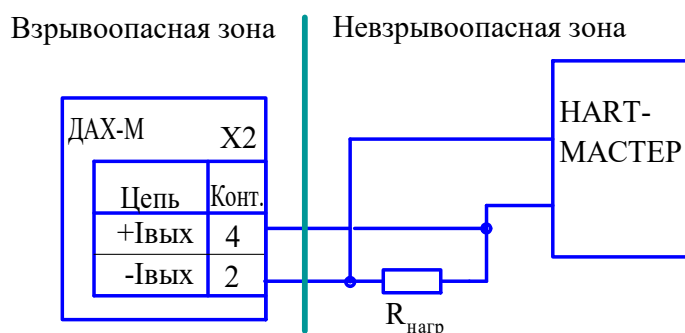 Взрывоопасная зона
Невзрывоопасная зона
ДАХ-М
X2
Цепь
Конт.
+Iвых
4
-Iвых
2
HART-
МАСТЕР
Rнагр